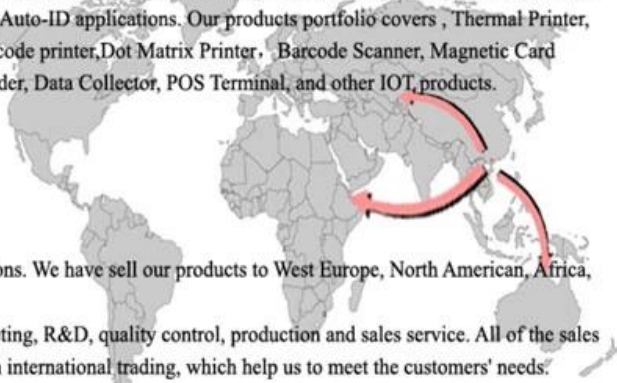 Auto-ID applications. Our products portfolio covers , Thermal Printer,
code printer,Dot Matrix Printer, Barcode Scanner, Magnetic Card
der, Data Collector, POS Terminal, and other IOT products.
ons. We have sell our products to West Europe, North American, Africa,
ting, R&D, quality control, production and sales service. All of the sales
international trading, which help us to meet the customers' needs.